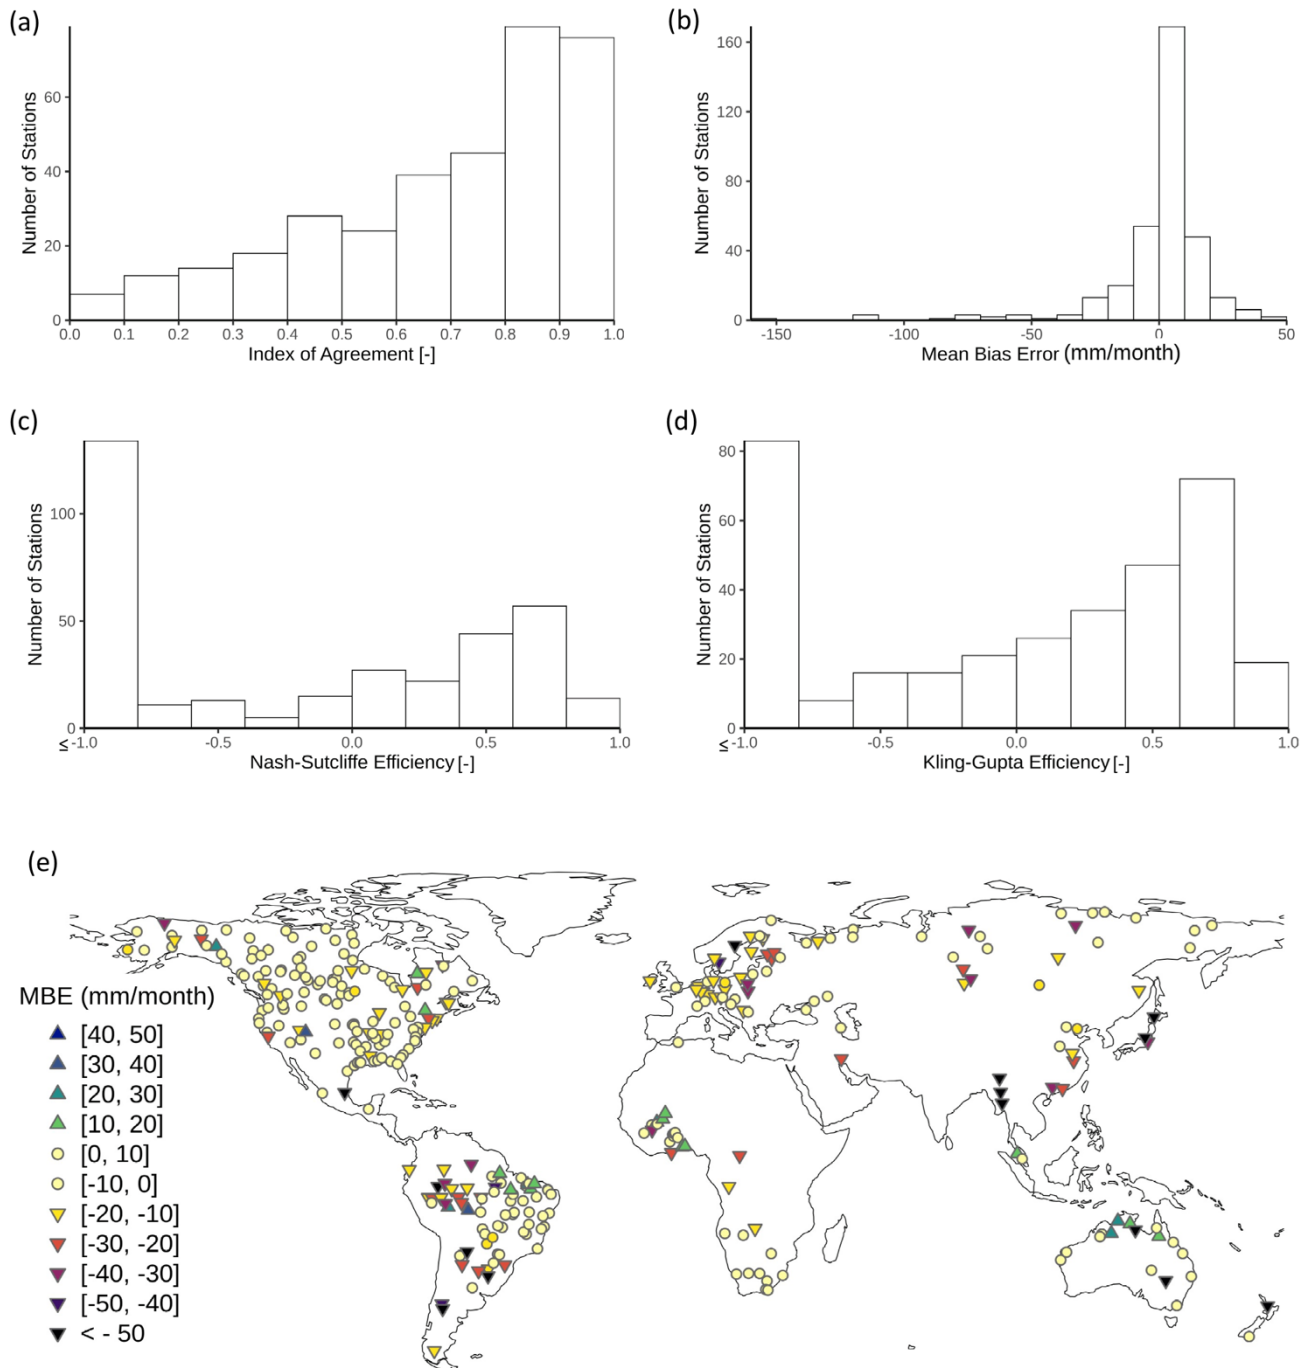 (a)
Number of Stations
60
40
20
0
0.0 0.1 0.2 0.3 0.4 0.5 0.6 0.7 0.8 0.9 1.0
Index of Agreement [-]
(b)
Number of Stations
160
120
80
40
0
-150 -100 -50 0 50
Mean Bias Error (mm/month)
(c)
Number of Stations
100
50
0
≤ -1.0 -0.5 0.0 0.5 1.0
Nash-Sutcliffe Efficiency [-]
(d)
Number of Stations
80
60
40
20
0
≤ -1.0 -0.5 0.0 0.5 1.0
Kling-Gupta Efficiency [-]
(e)
MBE (mm/month)
[40, 50]
[30, 40]
[20, 30]
[10, 20]
[0, 10]
[-10, 0]
[-20, -10]
[-30, -20]
[-40, -30]
[-50, -40]
< - 50